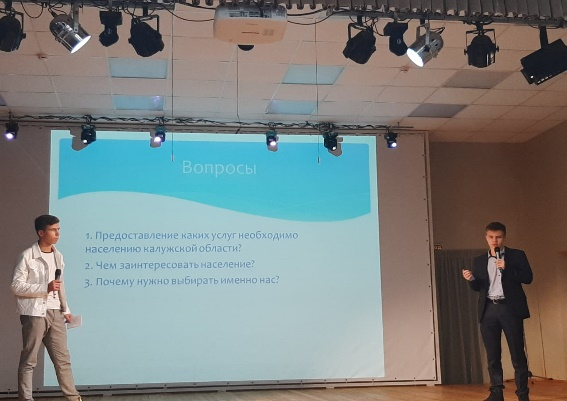 Вопросы
1. Предоставление каких услуг необходимо
населению калужской области?
2. Чем заинтересовать население?
3. Почему нужно выбирать именно нас?